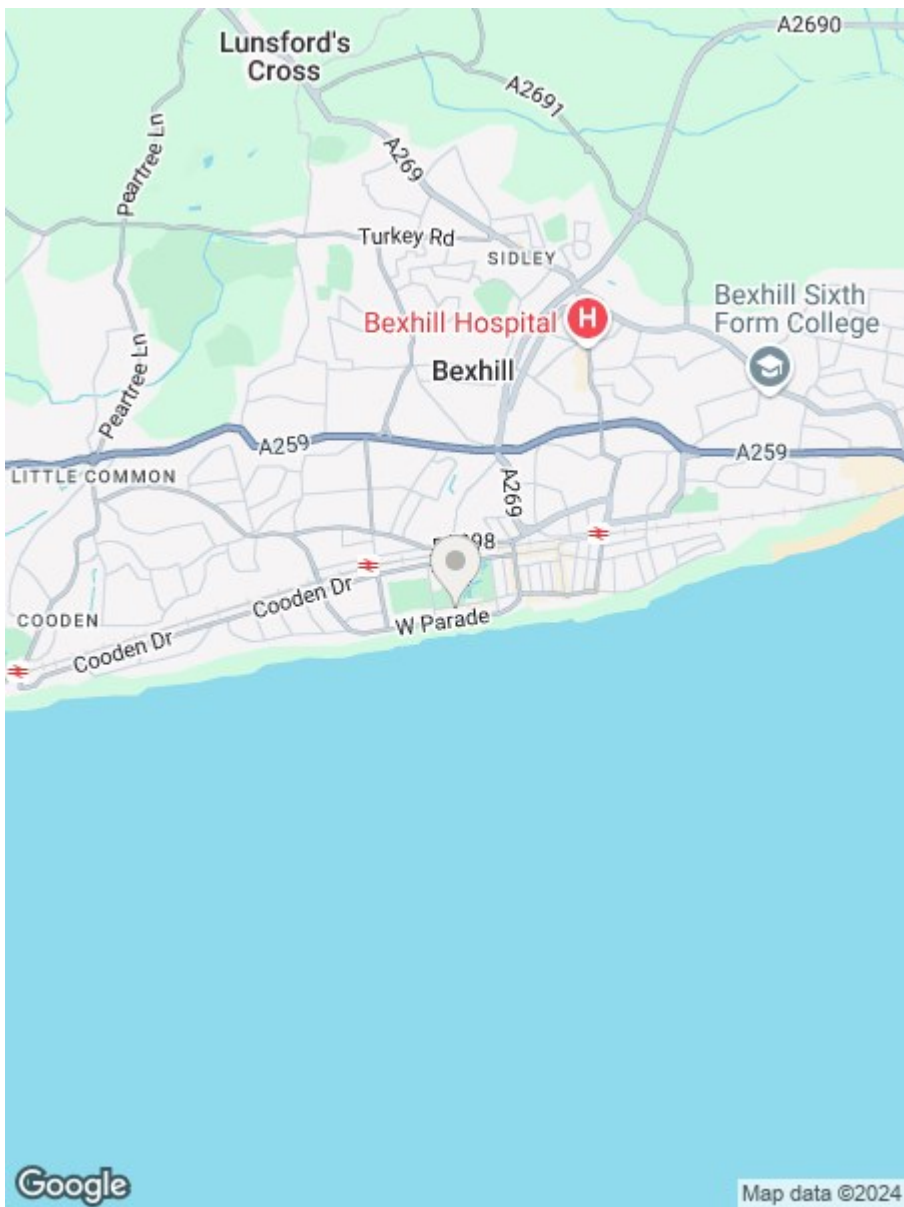 A2690
Lunsford's
Cross
A2691
Peartree Ln
A269
Turkey Rd
SIDLEY
Bexhill Sixth
Form College
H
Bexhill Hospital
Bexhill
Peartree Ln
A259
A259
LITTLE COMMON
A269
98
Cooden Dr
W Parade
COODEN
Cooden Dr
Google
Map data ©2024